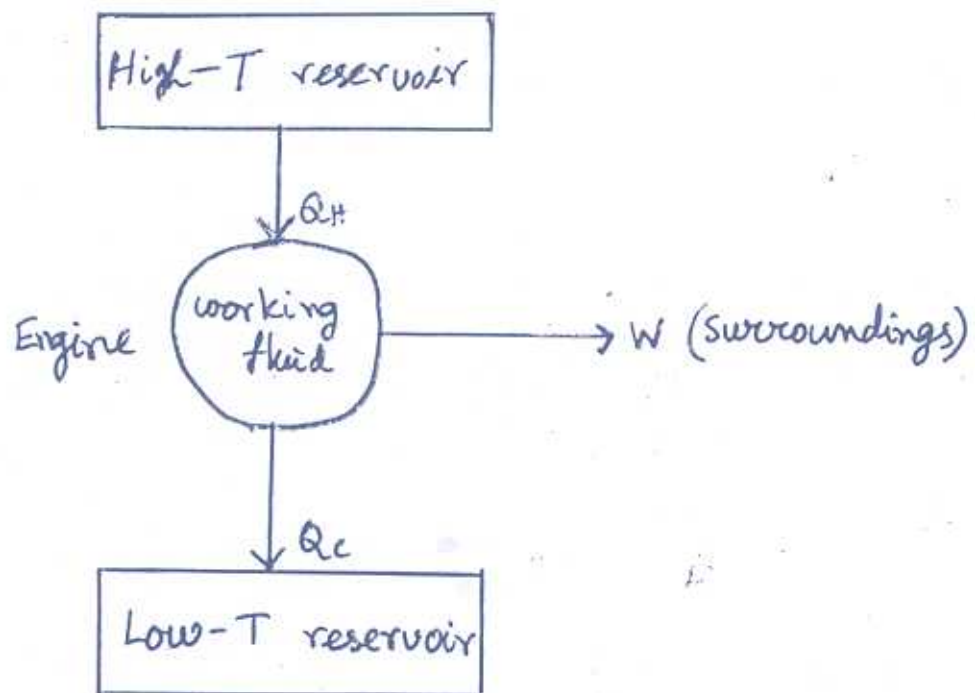 High-T reservoir
QH
Engine
working
fluid
W (surroundings)
Qc
Low-T reservoir